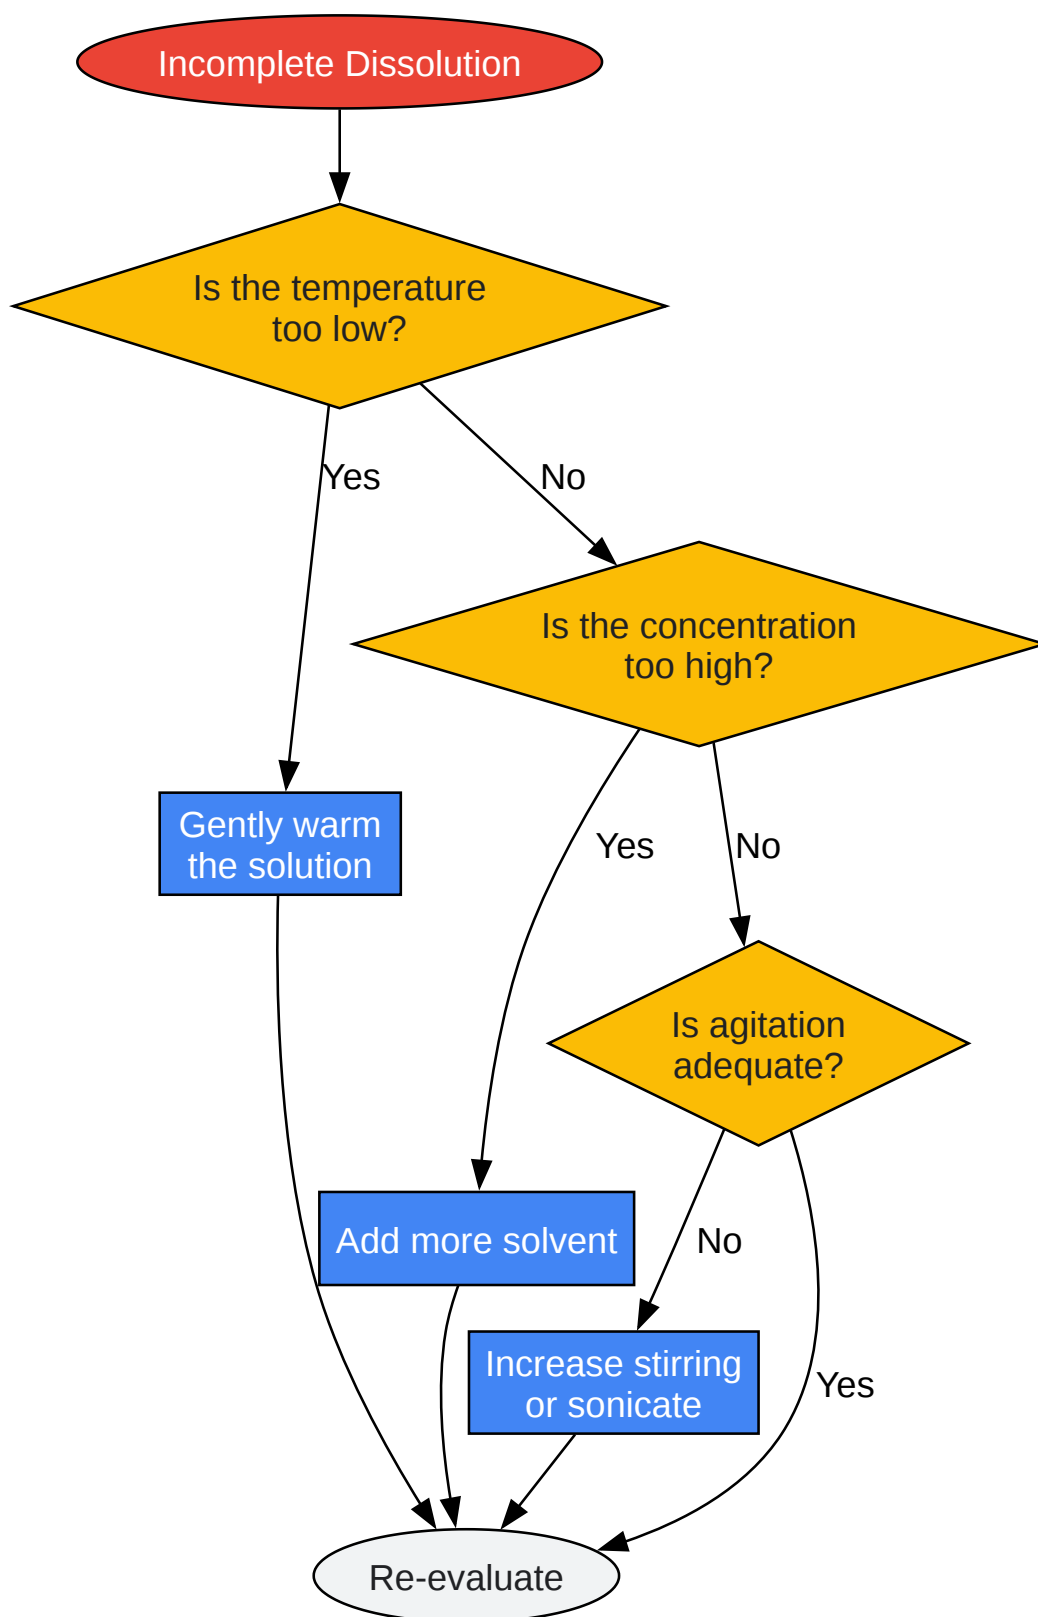 Incomplete Dissolution
Is the temperature
too low?
Yes
No
Is the concentration
too high?
Gently warm
the solution
Yes
No
Is agitation
adequate?
Add more solvent
No
Increase stirring
or sonicate
Yes
Re-evaluate